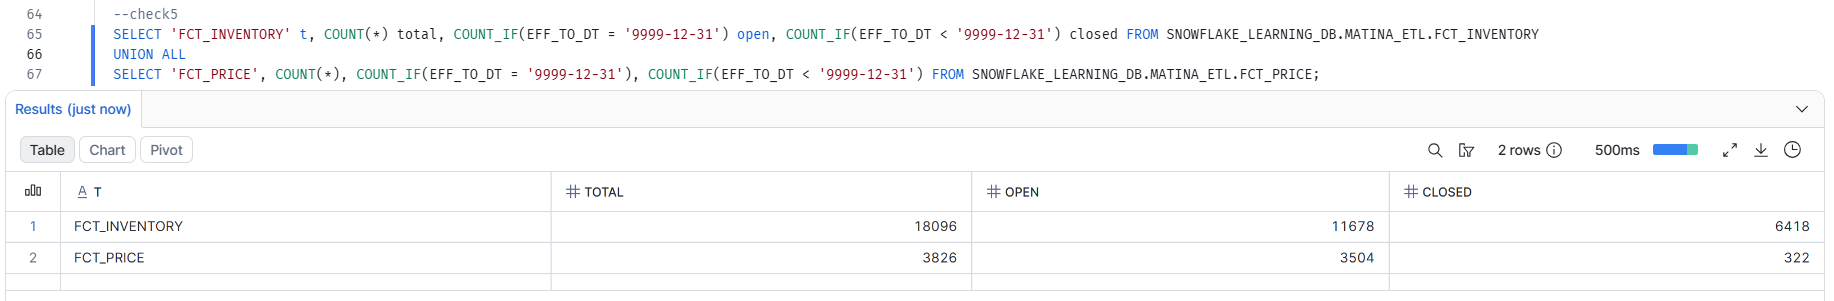 64 --check5
65 SELECT 'FCT_INVENTORY' t, COUNT(*) total, COUNT_IF(EFF_TO_DT = '9999-12-31') open, COUNT_IF(EFF_TO_DT < '9999-12-31') closed FROM SNOWFLAKE_LEARNING_DB.MATINA_ETL.FCT_INVENTORY
66 UNION ALL
67 SELECT 'FCT_PRICE', COUNT(*), COUNT_IF(EFF_TO_DT = '9999-12-31'), COUNT_IF(EFF_TO_DT < '9999-12-31') FROM SNOWFLAKE_LEARNING_DB.MATINA_ETL.FCT_PRICE;
Results (just now)
Table Chart Pivot 2 rows 500ms
A T # TOTAL # OPEN # CLOSED
1 FCT_INVENTORY 18096 11678 6418
2 FCT_PRICE 3826 3504 322